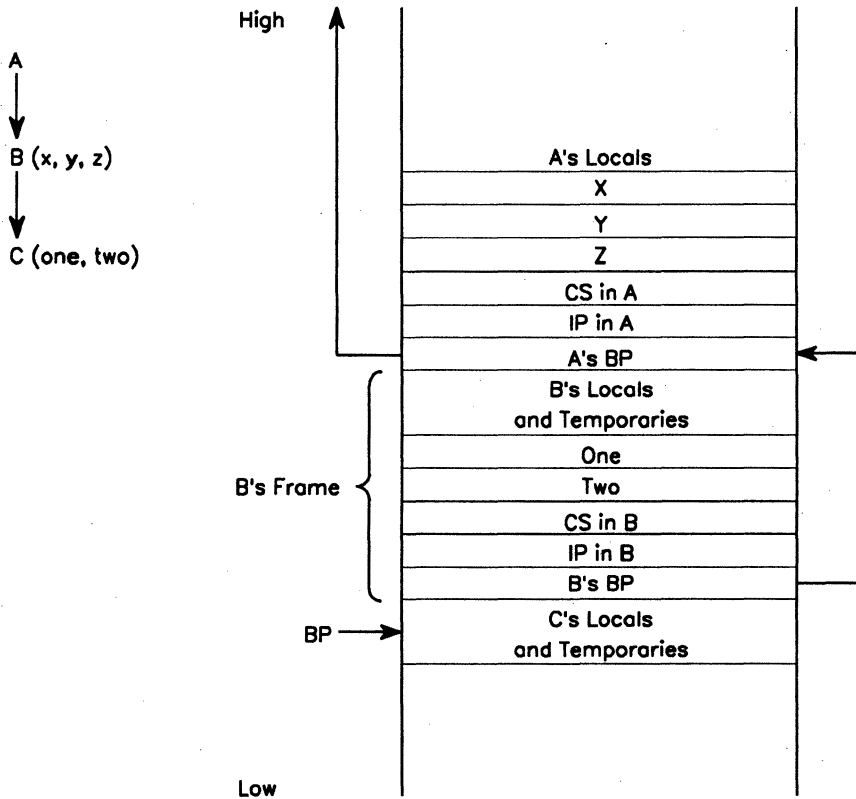 High
A
B (x, y, z)
C (one, two)
A's Locals
X
Y
Z
CS in A
IP in A
A's BP
B's Locals
and Temporaries
One
B's Frame
Two
CS in B
IP in B
B's BP
BP
C's Locals
and Temporaries
Low